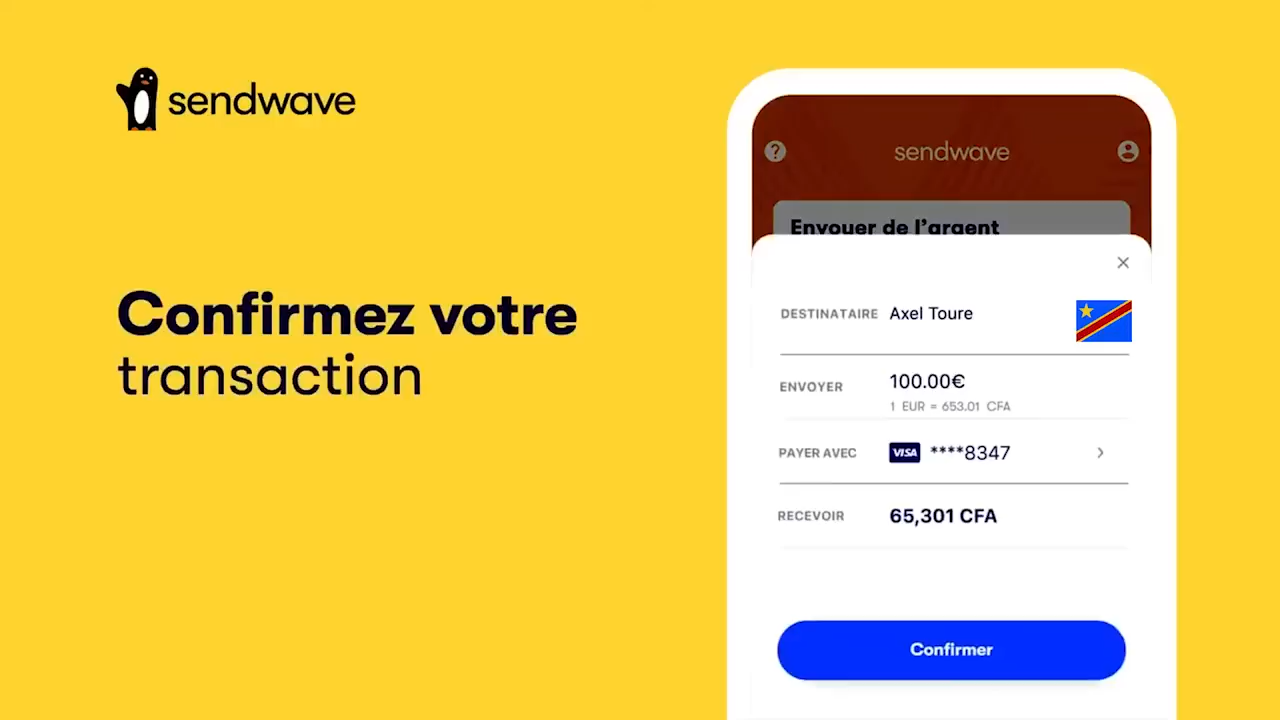 sendwave
Confirmez votre
transaction
sendwave
Envoyer de l'argent
DESTINATAIRE Axel Toure
ENVOYER 100.00€
1 EUR = 653.01 CFA
PAYER AVEC VISA ****8347
RECEVOIR 65,301 CFA
Confirmer